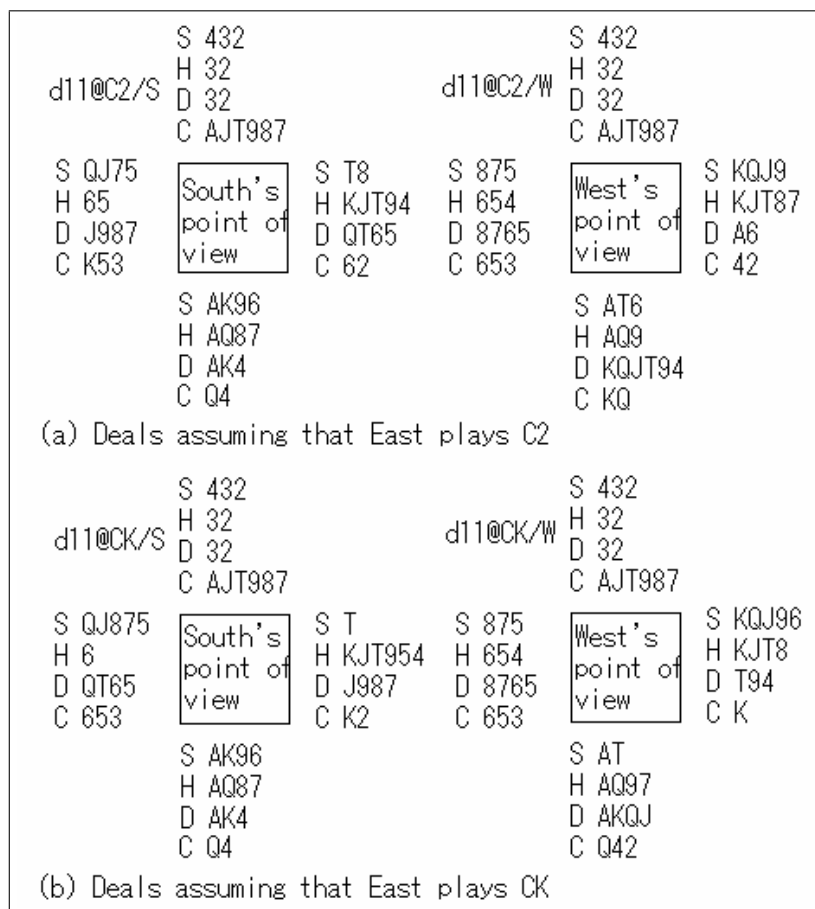 d11@C2/S
S 432
H 32
D 32
C AJT987
S QJ75
H 65
D J987
C K53
South's
point of
view
S T8
H KJT94
D QT65
C 62
S AK96
H AQ87
D AK4
C Q4
d11@C2/W
S 432
H 32
D 32
C AJT987
S 875
H 654
D 8765
C 653
West's
point of
view
S KQJ9
H KJT87
D A6
C 42
S AT6
H AQ9
D KQJT94
C KQ
(a) Deals assuming that East plays C2
d11@CK/S
S 432
H 32
D 32
C AJT987
S QJ875
H 6
D QT65
C 653
South's
point of
view
S T
H KJT954
D J987
C K2
S AK96
H AQ87
D AK4
C Q4
d11@CK/W
S 432
H 32
D 32
C AJT987
S 875
H 654
D 8765
C 653
West's
point of
view
S KQJ96
H KJT8
D T94
C K
S AT
H AQ97
D AKQJ
C Q42
(b) Deals assuming that East plays CK